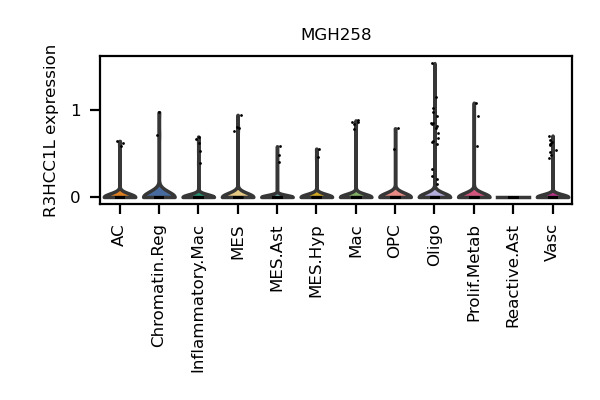 MGH258
R3HCC1L expression
1
0
AC
Chromatin.Reg
Inflammatory.Mac
MES
MES.Ast
MES.Hyp
Mac
OPC
Oligo
Prolif.Metab
Reactive.Ast
Vasc